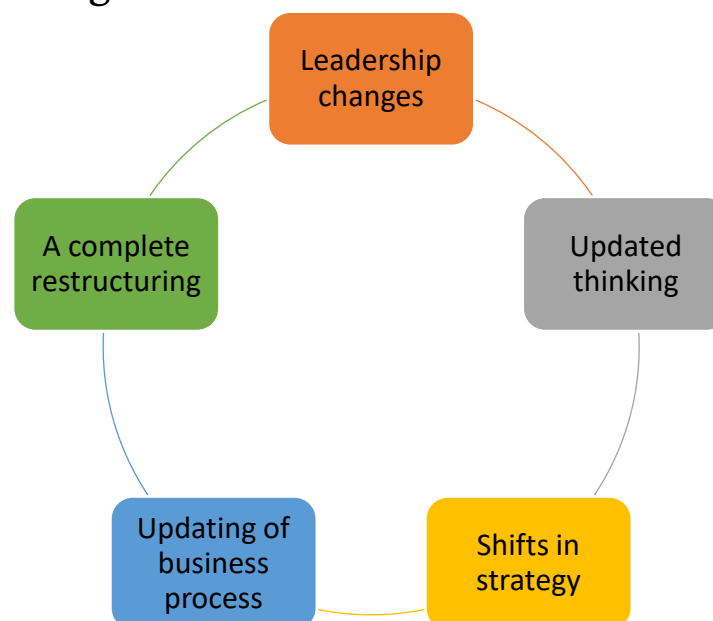 Leadership
changes
Updated
thinking
Shifts in
strategy
Updating of
business
process
A complete
restructuring